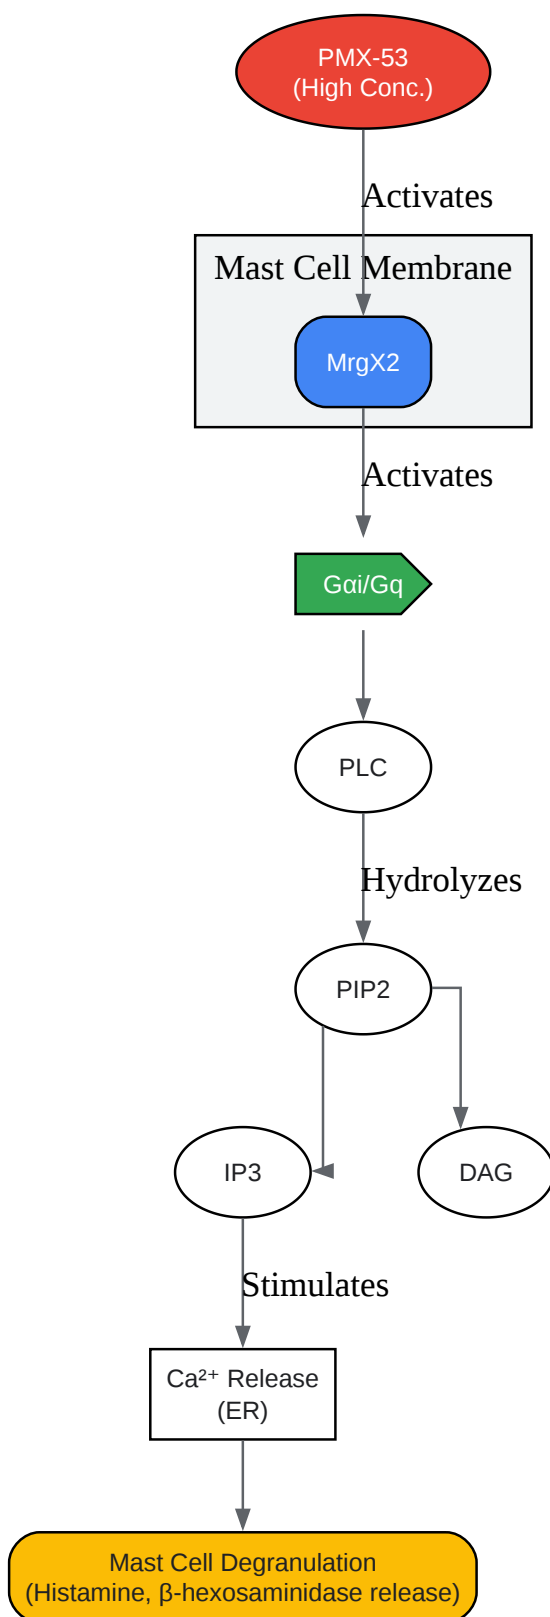 PMX-53
(High Conc.)
Activates
Mast Cell Membrane
MrgX2
Activates
Gαi/Gq
PLC
Hydrolyzes
PIP2
IP3
DAG
Stimulates
Ca²⁺ Release
(ER)
Mast Cell Degranulation
(Histamine, β-hexosaminidase release)